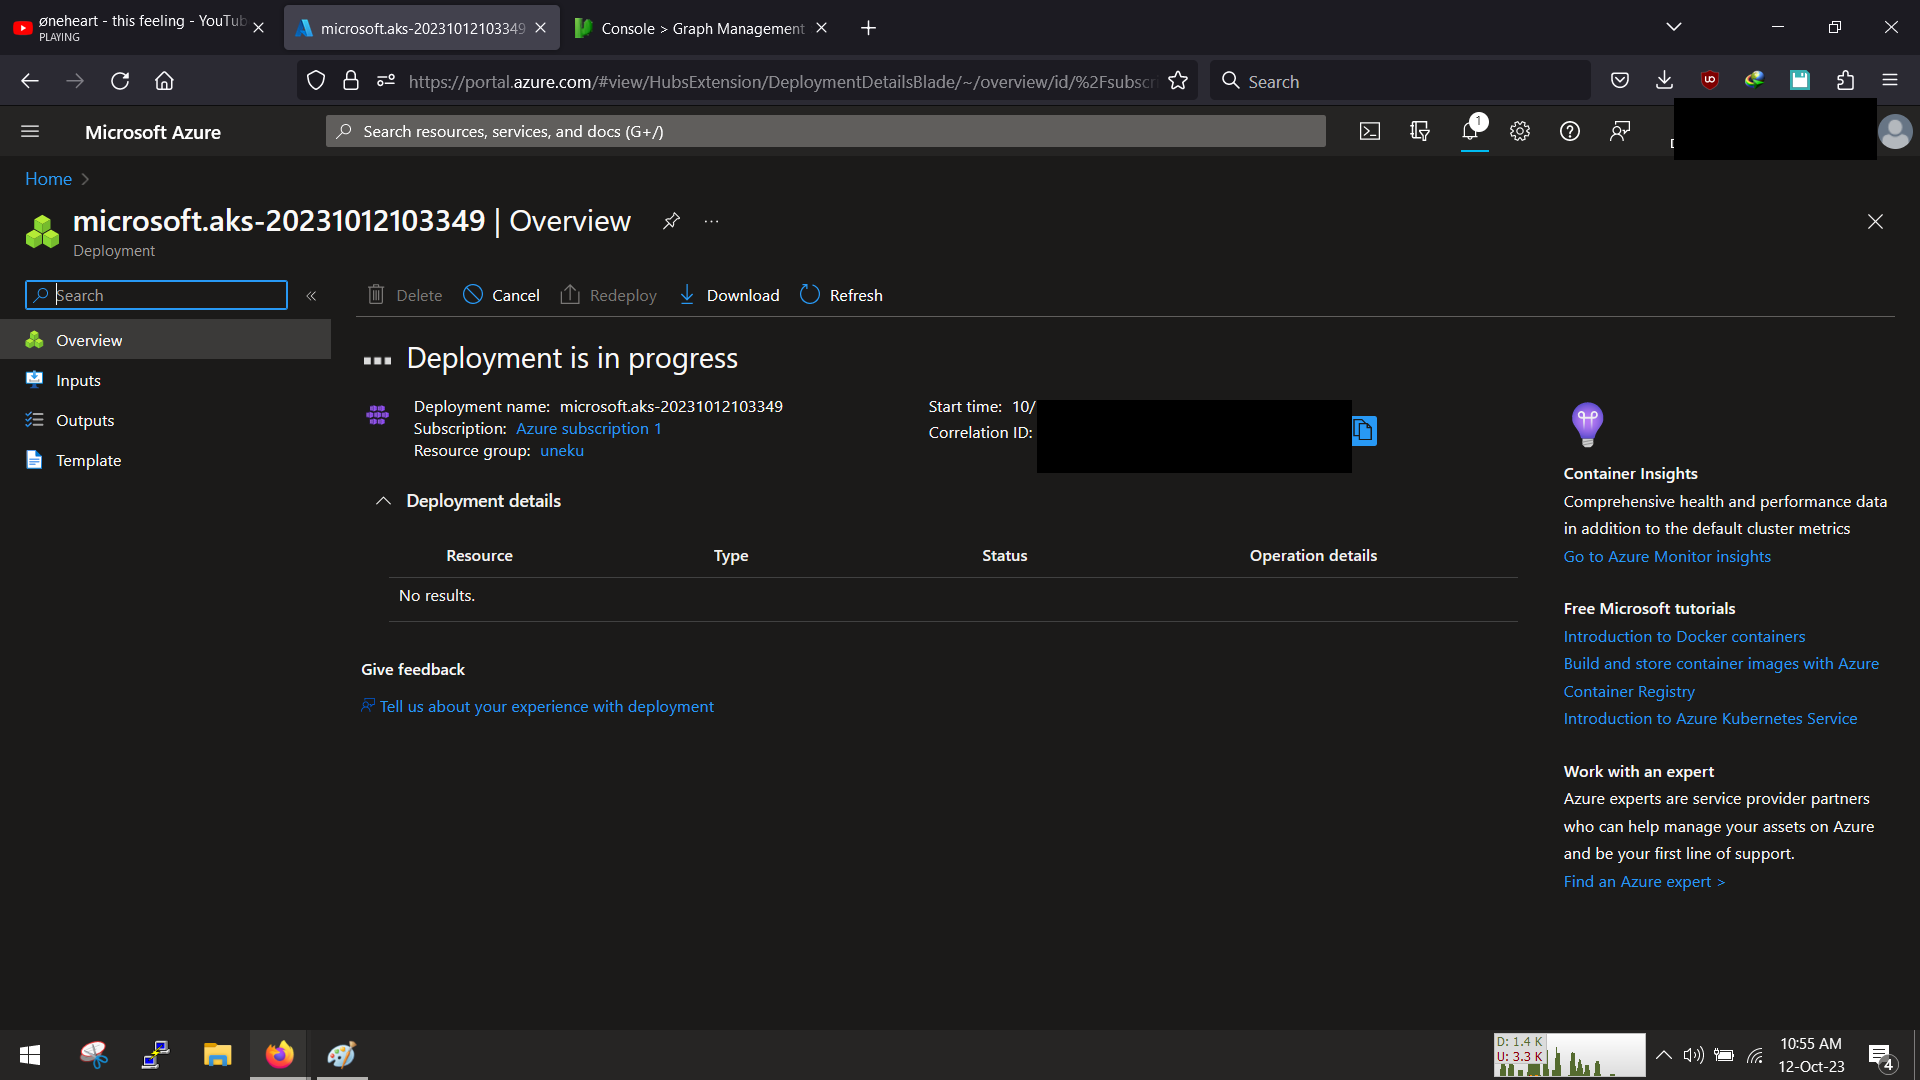 øneheart - this feeling - YouTub
PLAYING
microsoft.aks-20231012103349
Console > Graph Management
https://portal.azure.com/#view/HubsExtension/DeploymentDetailsBlade/~/overview/id/%2Fsubscri
Search
Microsoft Azure
Search resources, services, and docs (G+/)
1
Home
microsoft.aks-20231012103349 | Overview
Deployment
Search
Delete
Cancel
Redeploy
Download
Refresh
Overview
Inputs
Outputs
Template
Deployment is in progress
Deployment name: microsoft.aks-20231012103349
Subscription: Azure subscription 1
Resource group: uneku
Start time: 10/
Correlation ID:
Deployment details
Resource Type Status Operation details
No results.
Give feedback
Tell us about your experience with deployment
Container Insights
Comprehensive health and performance data
in addition to the default cluster metrics
Go to Azure Monitor insights
Free Microsoft tutorials
Introduction to Docker containers
Build and store container images with Azure
Container Registry
Introduction to Azure Kubernetes Service
Work with an expert
Azure experts are service provider partners
who can help manage your assets on Azure
and be your first line of support.
Find an Azure expert >
D: 1.4 K
U: 3.3 K
10:55 AM
12-Oct-23
4